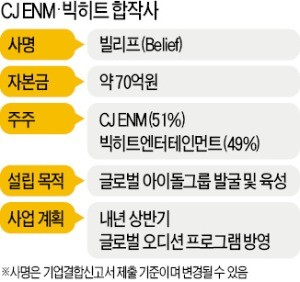 CJ ENM·빅히트 합작사
사명 빌리프(Belief)
자본금 약 70억원
주주 CJ ENM(51%)
빅히트엔터테인먼트(49%)
설립 목적 글로벌 아이돌그룹 발굴 및 육성
사업 계획 내년 상반기
글로벌 오디션 프로그램 방영
※사명은 기업결합신고서 제출 기준이며 변경될 수 있음